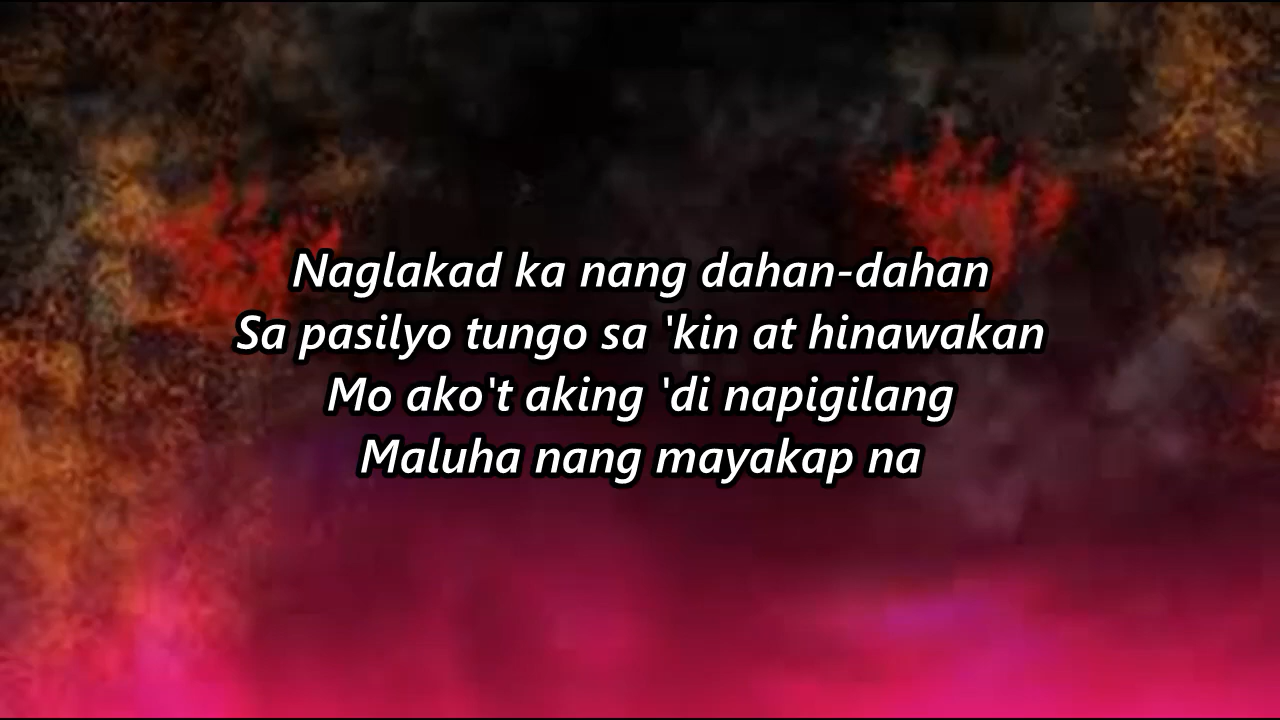 Naglakad ka nang dahan-dahan
Sa pasilyo tungo sa 'kin at hinawakan
Mo ako't aking 'di napigilang
Maluha nang mayakap na